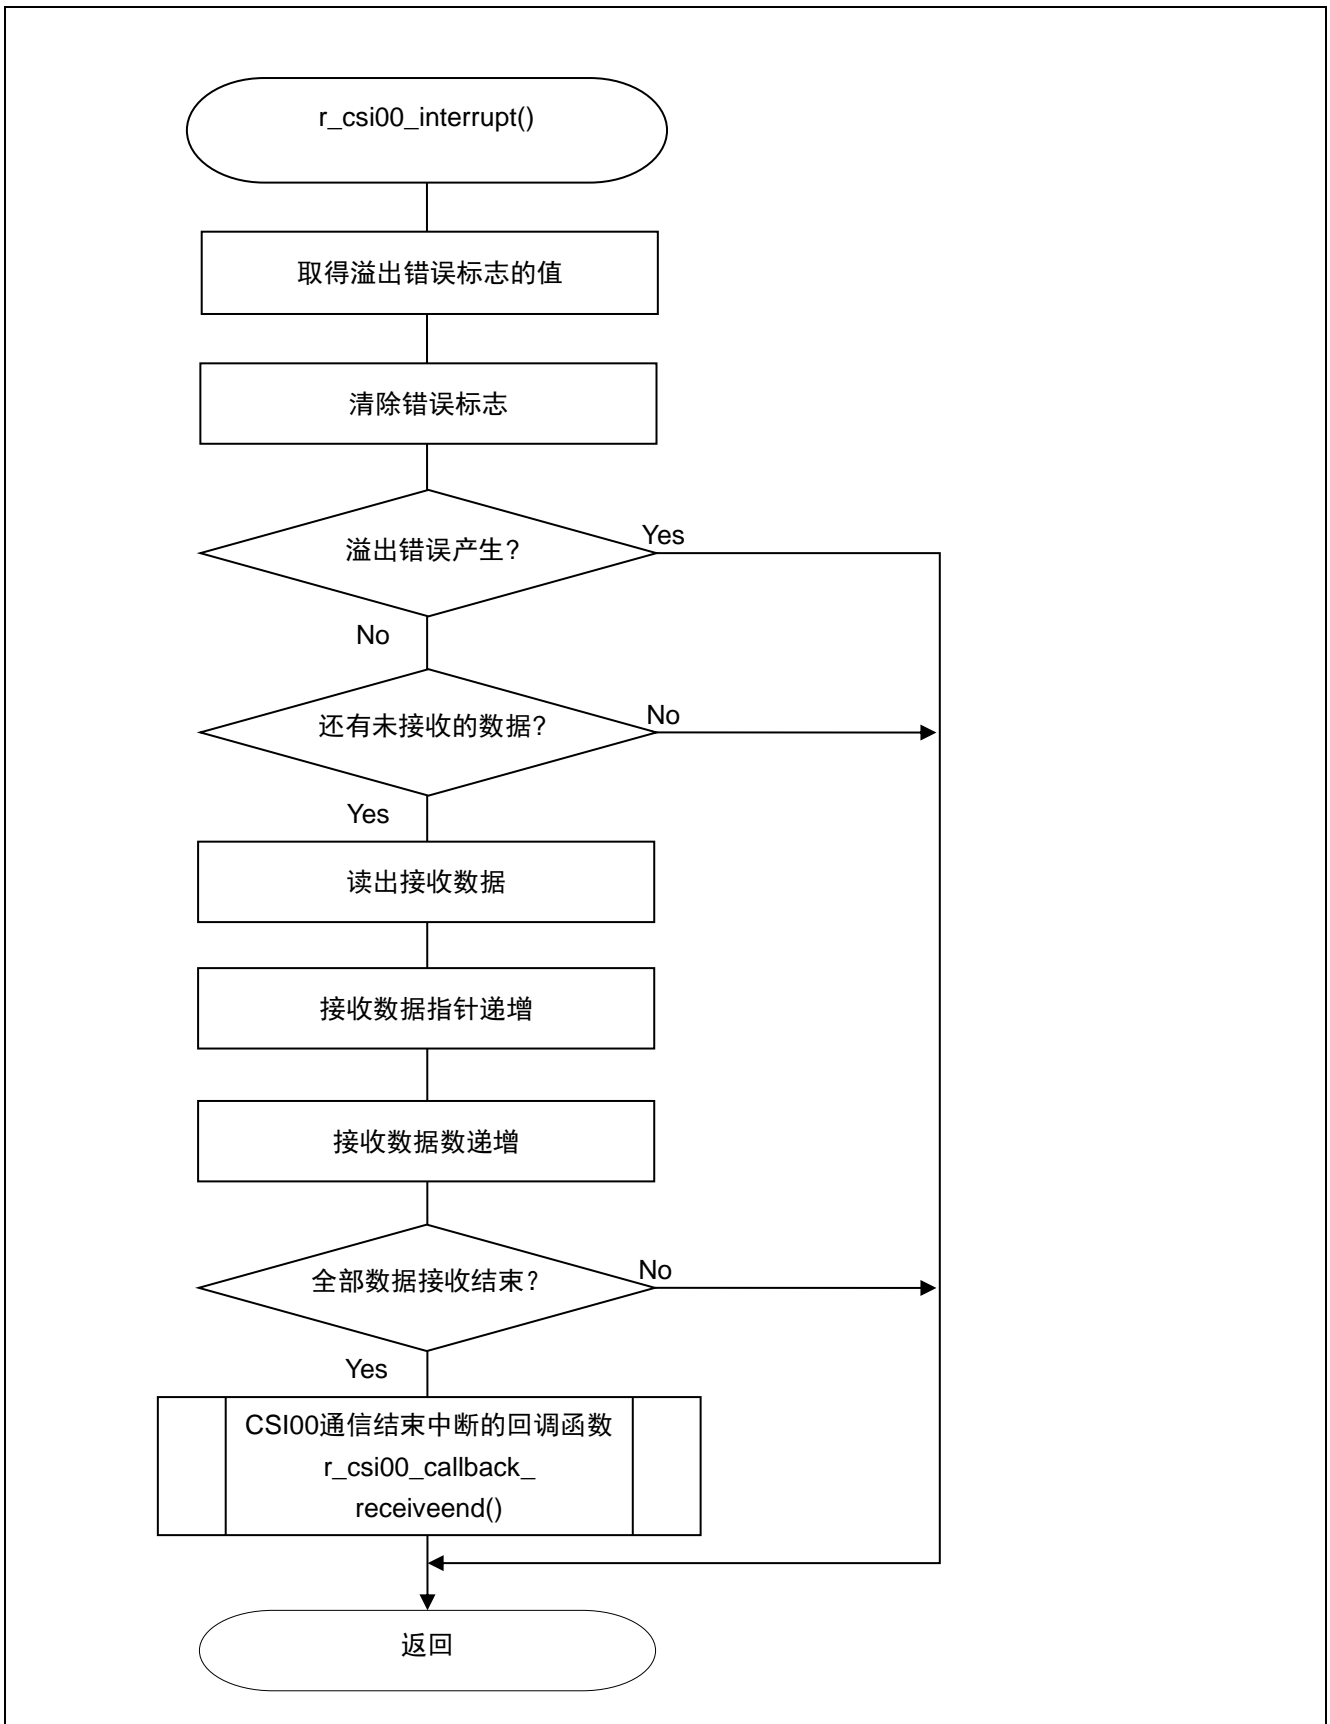 r_csi00_interrupt()
取得溢出错误标志的值
清除错误标志
溢出错误产生？
Yes
No
还有未接收的数据？
No
Yes
读出接收数据
接收数据指针递增
接收数据数递增
全部数据接收结束？
No
Yes
CSI00通信结束中断的回调函数
r_csi00_callback_
receiveend()
返回